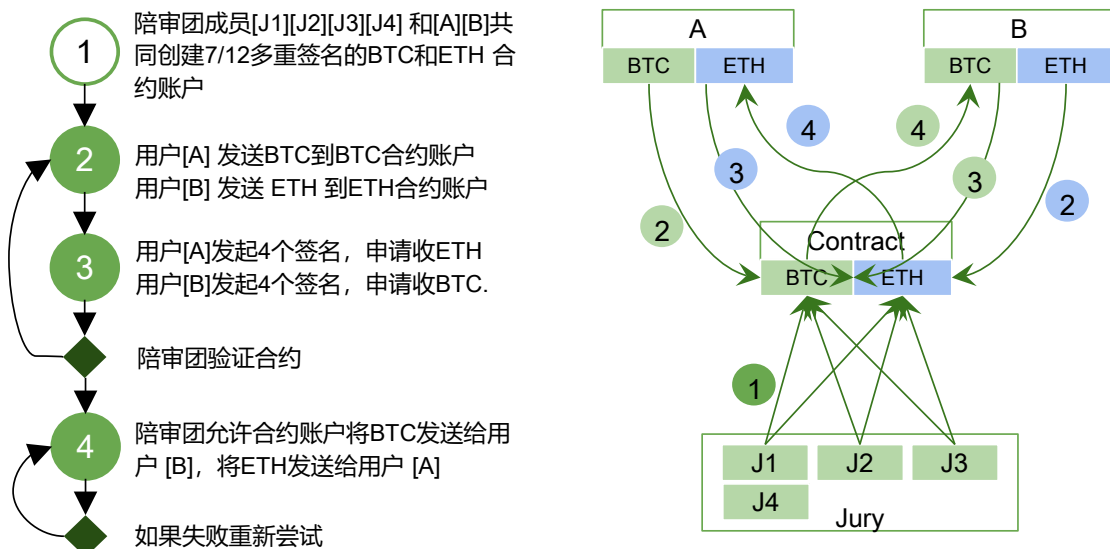 1
陪审团成员[J1][J2][J3][J4] 和[A][B]共
同创建7/12多重签名的BTC和ETH 合
约账户
2
用户[A] 发送BTC到BTC合约账户
用户[B] 发送 ETH 到ETH合约账户
3
用户[A]发起4个签名，申请收ETH
用户[B]发起4个签名，申请收BTC.
陪审团验证合约
4
陪审团允许合约账户将BTC发送给用
户 [B]，将ETH发送给用户 [A]
如果失败重新尝试
A
BTC
ETH
B
BTC
ETH
4
4
3
3
2
2
Contract
BTC
ETH
1
J1
J2
J3
J4
Jury